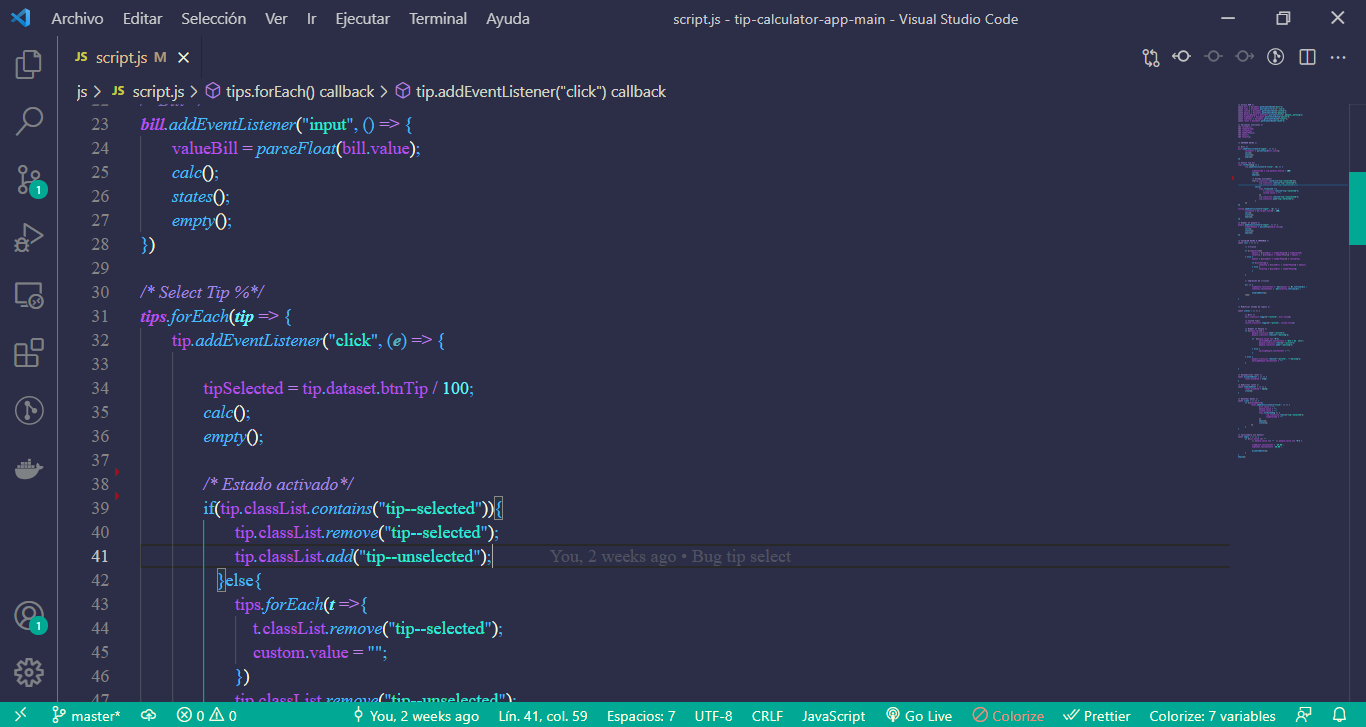 Archivo Editar Selección Ver Ir Ejecutar Terminal Ayuda script.js - tip-calculator-app-main - Visual Studio Code
JS script.js M
js > JS script.js > tips.forEach() callback > tip.addEventListener("click") callback
23 bill.addEventListener("input", () => {
24 valueBill = parseFloat(bill.value);
25 calc();
26 states();
27 empty();
28 })
29
30 /* Select Tip %*/
31 tips.forEach(tip => {
32 tip.addEventListener("click", (e) => {
33
34 tipSelected = tip.dataset.btnTip / 100;
35 calc();
36 empty();
37
38 /* Estado activado*/
39 if(tip.classList.contains("tip--selected")){
40 tip.classList.remove("tip--selected");
41 tip.classList.add("tip--unselected"); You, 2 weeks ago • Bug tip select
42 }else{
43 tips.forEach(t =>{
44 t.classList.remove("tip--selected");
45 custom.value = "";
46 })
47 tip.classList.remove("tip--unselected");
1
1
master* 0 0 You, 2 weeks ago Lín. 41, col. 59 Espacios: 7 UTF-8 CRLF JavaScript Go Live Colorize Prettier Colorize: 7 variables